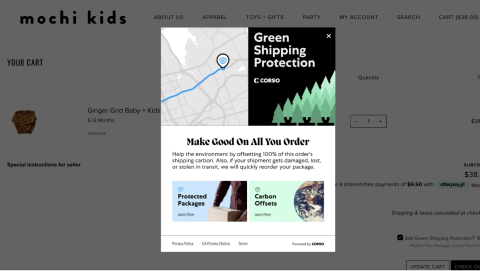 mochi kids
ABOUT US
APPAREL
TOYS + GIFTS
PARTY
MY ACCOUNT
SEARCH
CART ($38.00)
YOUR CART
Quantity
Ginger Grid Baby + Kids
6-12 Months
- 1 +
$38
Special instructions for seller
Green
Shipping
Protection
CORSO
Make Good On All You Order
Help the environment by offsetting 100% of this order's
shipping carbon. Also, if your shipment gets damaged, lost,
or stolen in transit, we will quickly reorder your package.
Protected
Packages
Learn More
Carbon
Offsets
Learn More
Privacy Policy
CA Privacy Notice
Terms
Powered by CORSO
SUBTO
$38.
4 interest-free payments of $9.50 with afterpay
Shipping & taxes calculated at check
Add Green Shipping Protection
UPDATE CART
CHECK O